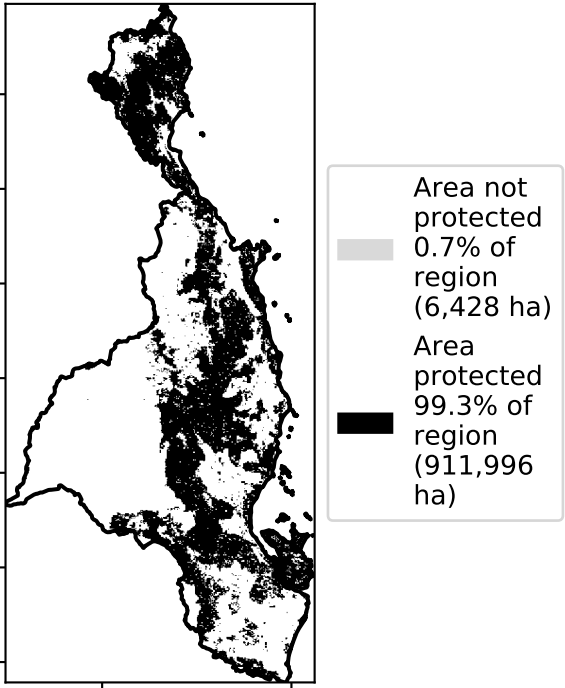 Area not
protected
0.7% of
region
(6,428 ha)
Area
protected
99.3% of
region
(911,996
ha)